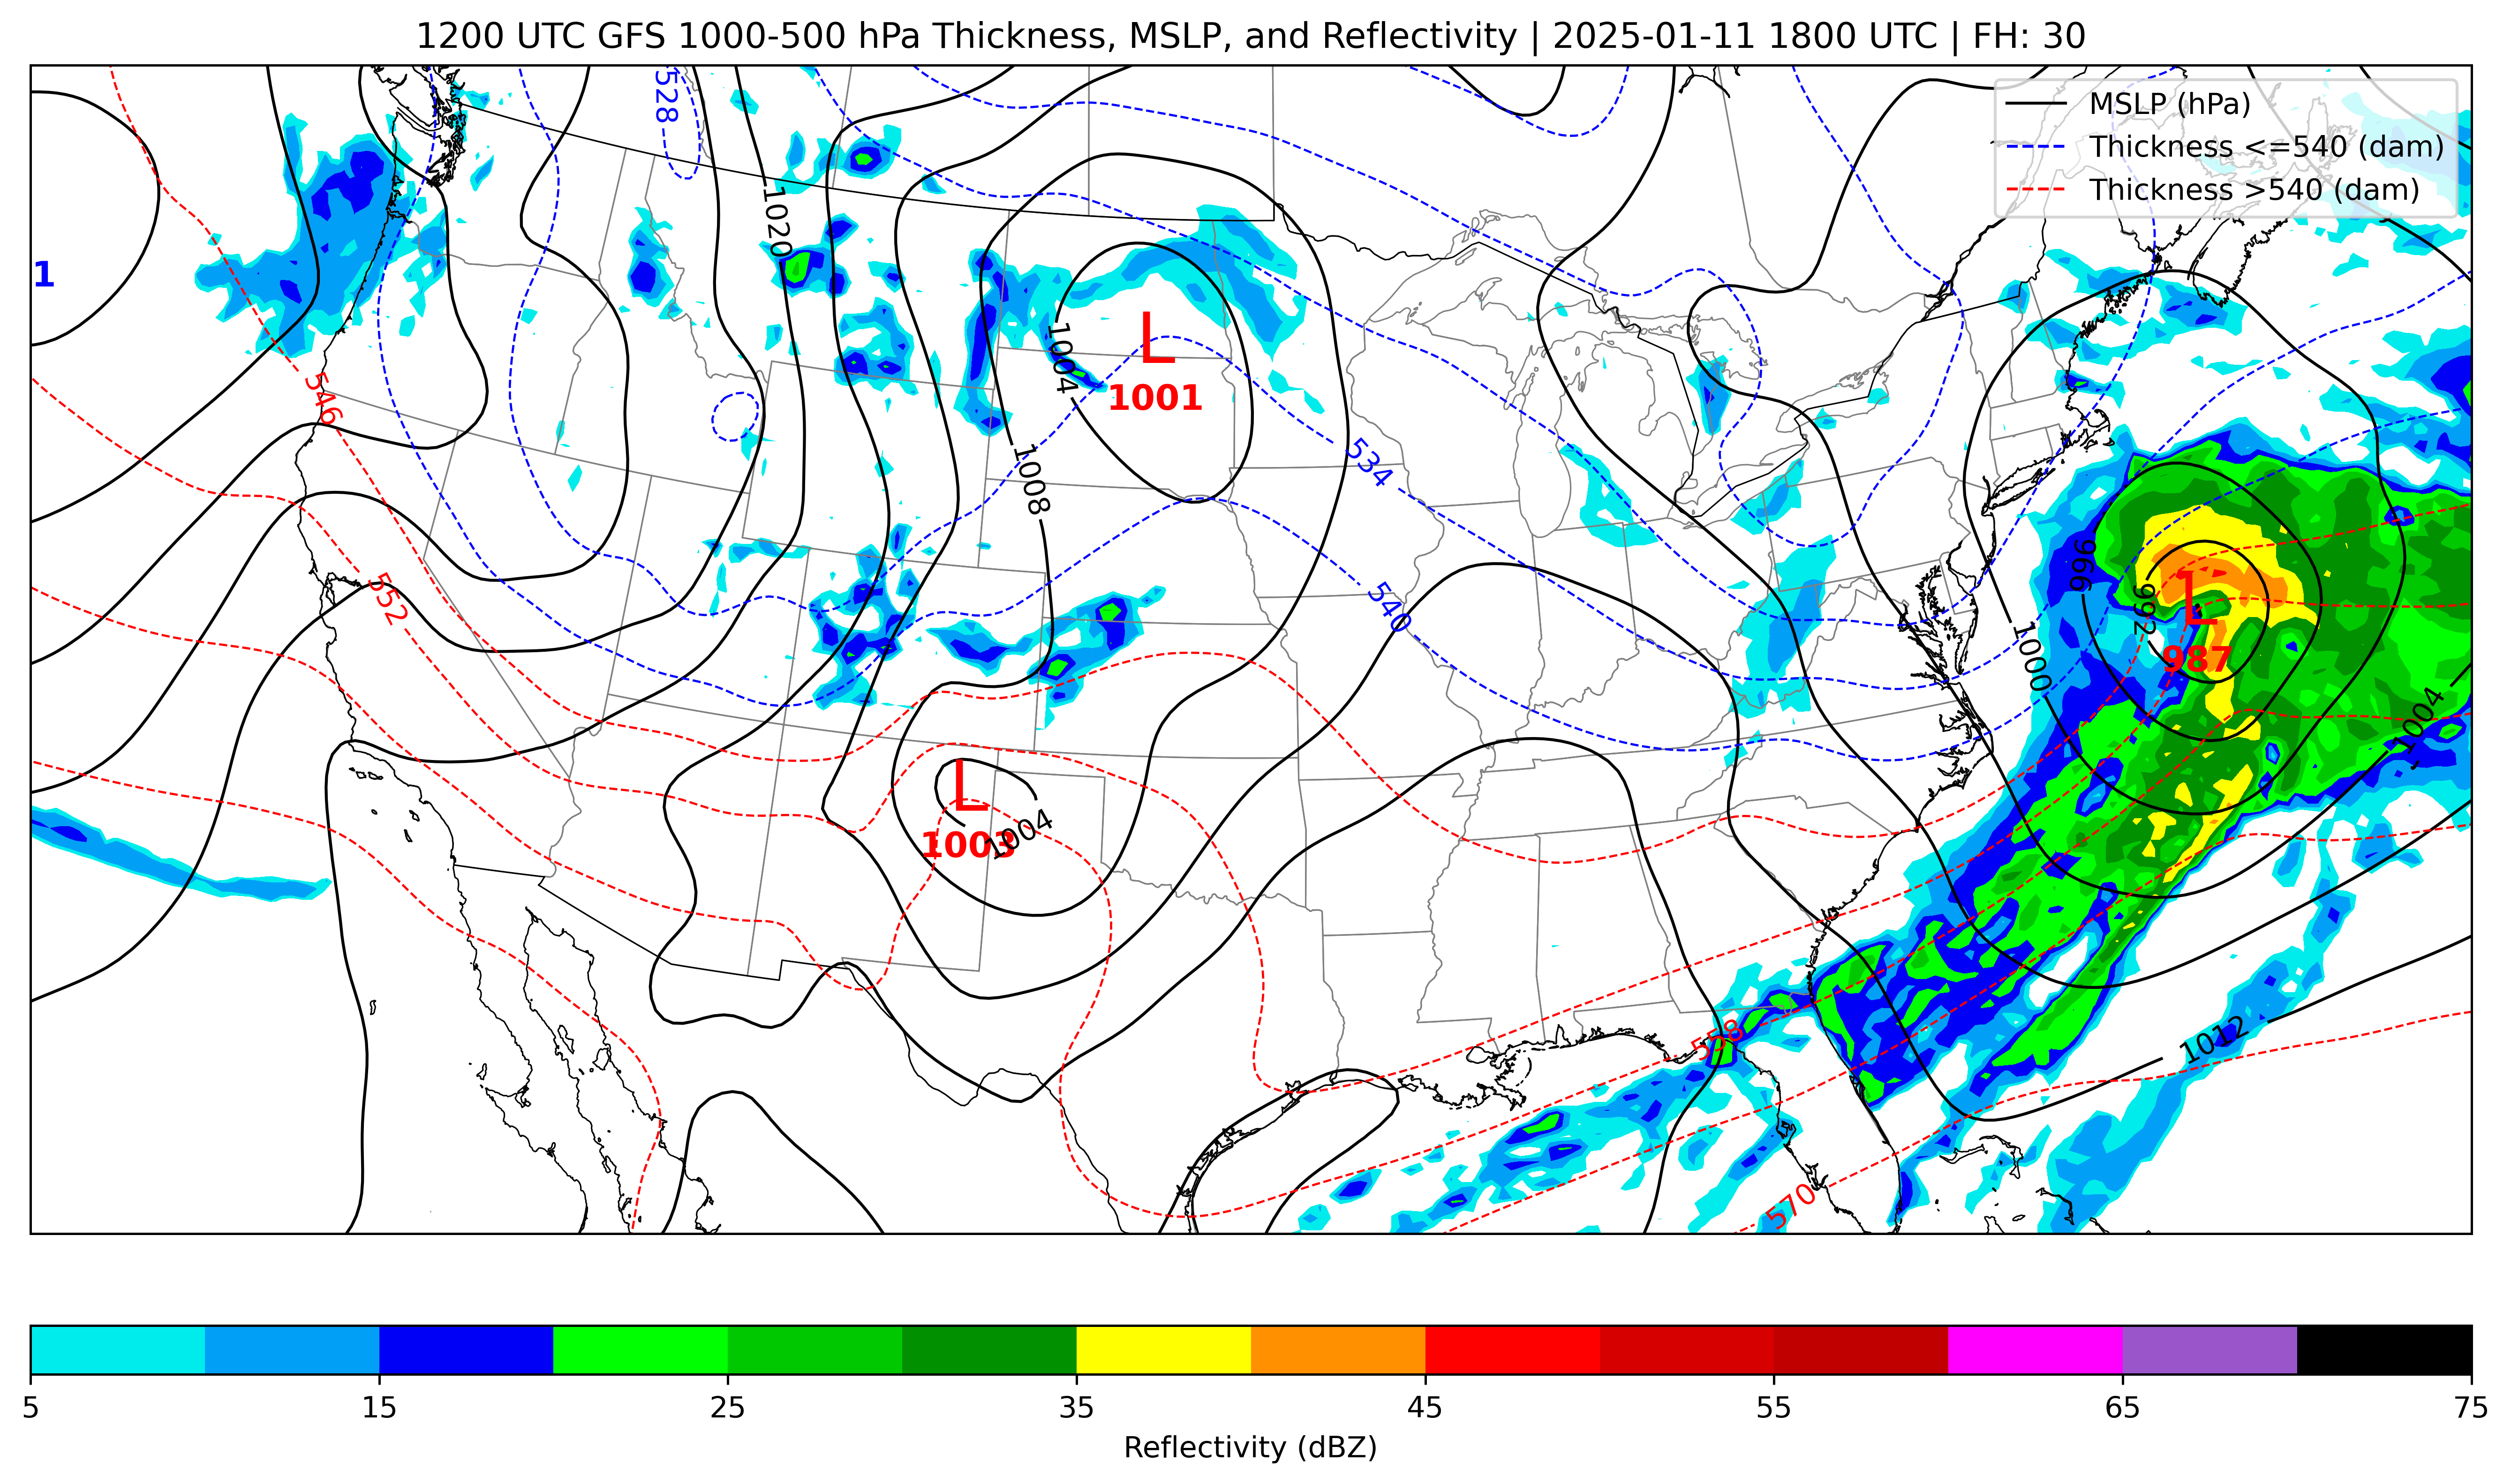 1200 UTC GFS 1000-500 hPa Thickness, MSLP, and Reflectivity | 2025-01-11 1800 UTC | FH: 30
MSLP (hPa)
Thickness <=540 (dam)
Thickness >540 (dam)
528
1020
1
L
1001
1004
546
1008
534
552
540
996
992
L
987
1000
1004
L
1003
1004
558
1012
570
5 15 25 35 45 55 65 75
Reflectivity (dBZ)